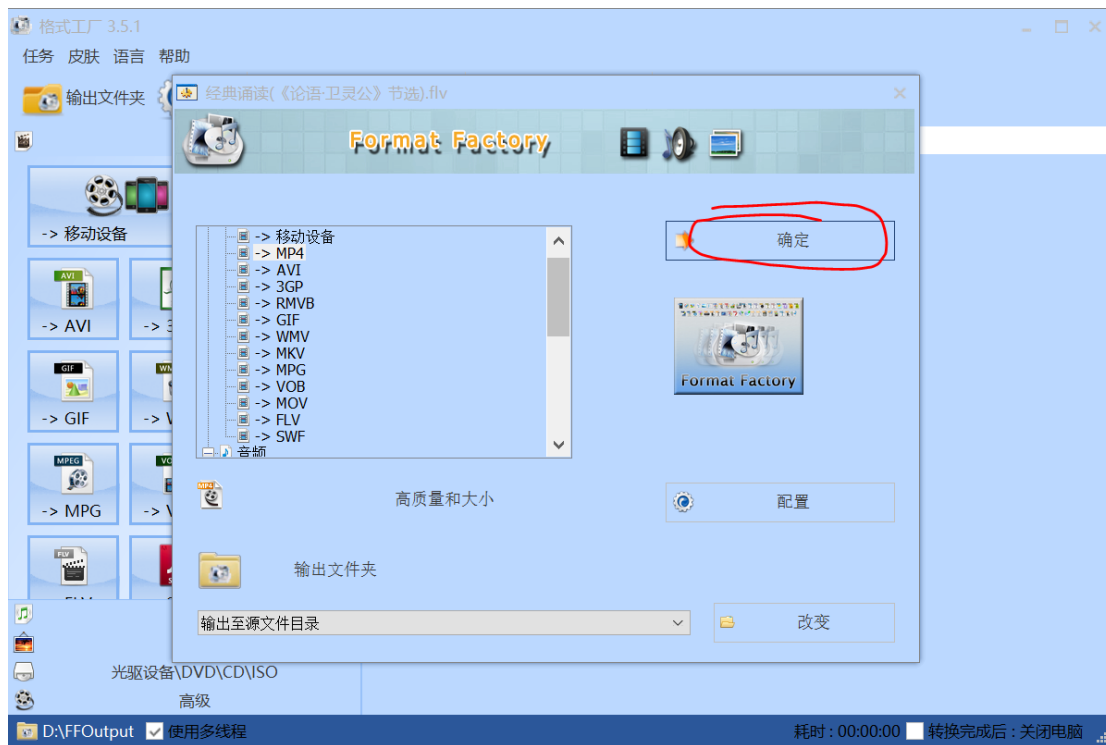 格式工厂 3.5.1
任务 皮肤 语言 帮助
输出文件夹
经典诵读(《论语·卫灵公》节选).flv
Format Factory
-> 移动设备
AVI
-> AVI
GIF
-> GIF
MPEG
-> MPG
FLV
-> 移动设备
-> MP4
-> AVI
-> 3GP
-> RMVB
-> GIF
-> WMV
-> MKV
-> MPG
-> VOB
-> MOV
-> FLV
-> SWF
音频
确定
Format Factory
MP4
高质量和大小
配置
输出文件夹
输出至源文件目录
改变
光驱设备\DVD\CD\ISO
高级
D:\FFOutput 使用多线程
耗时 : 00:00:00 转换完成后 : 关闭电脑